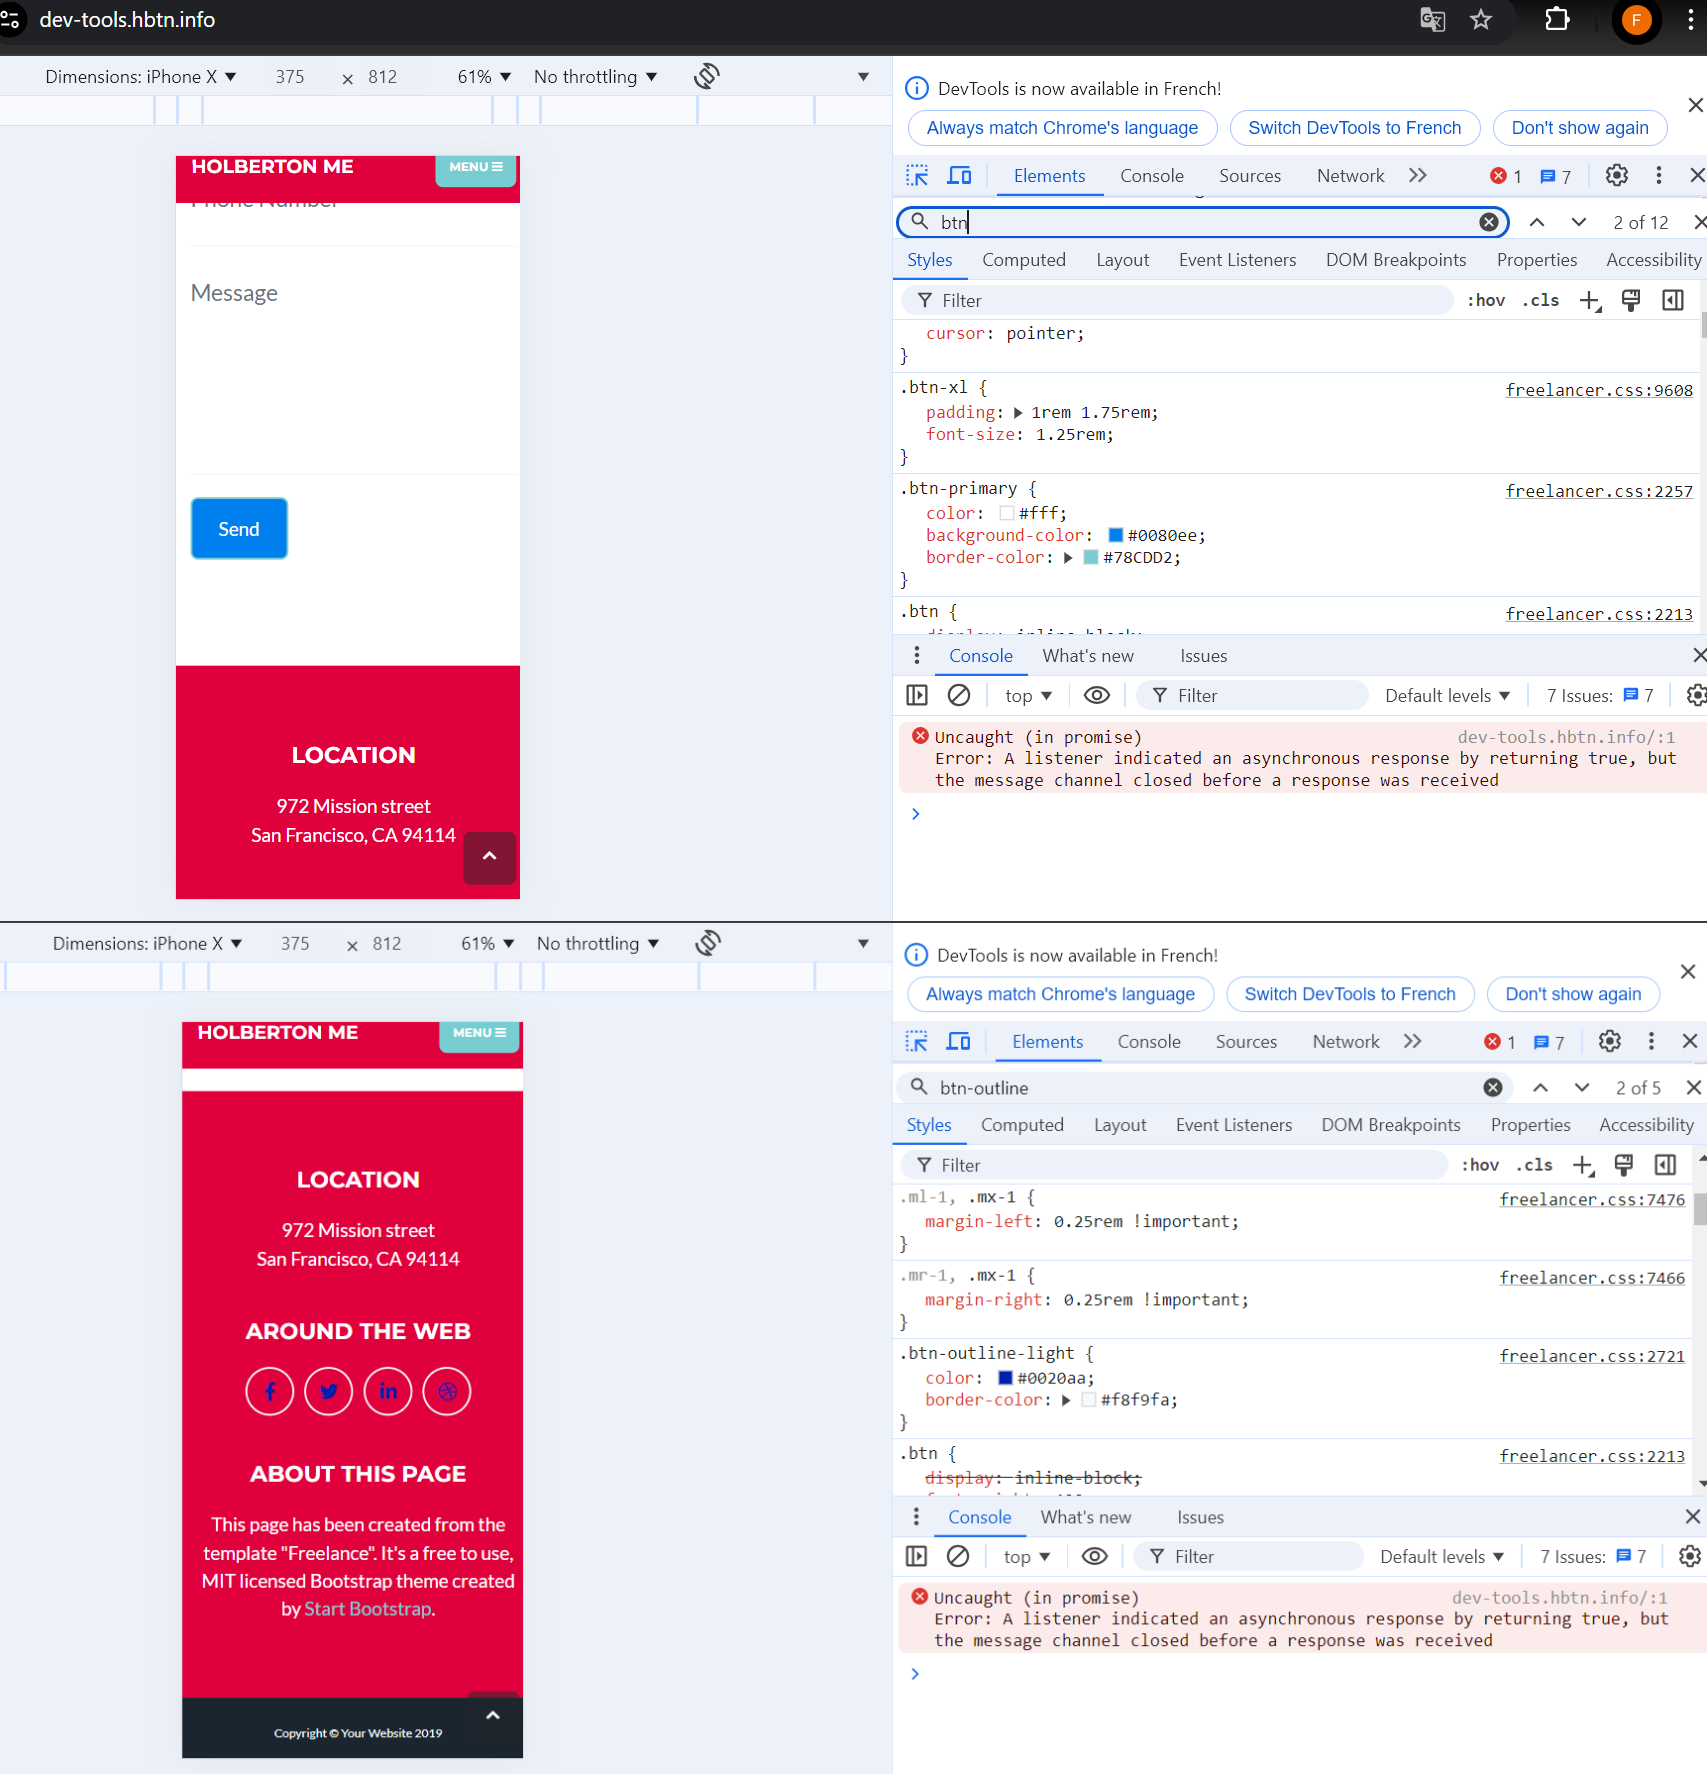 dev-tools.hbtn.info
F
Dimensions: iPhone X 375 × 812 61% No throttling
HOLBERTON ME MENU
Phone Number
Message
Send
LOCATION
972 Mission street
San Francisco, CA 94114
DevTools is now available in French!
Always match Chrome's language Switch DevTools to French Don't show again
Elements Console Sources Network 1 7
btn 2 of 12
Styles Computed Layout Event Listeners DOM Breakpoints Properties Accessibility
Filter :hov .cls
cursor: pointer;
}
.btn-xl { freelancer.css:9608
padding: 1rem 1.75rem;
font-size: 1.25rem;
}
.btn-primary { freelancer.css:2257
color: #fff;
background-color: #0080ee;
border-color: #78CDD2;
}
.btn { freelancer.css:2213
display: inline-block;
Console What's new Issues
top Filter Default levels 7 Issues: 7
Uncaught (in promise) dev-tools.hbtn.info/:1
Error: A listener indicated an asynchronous response by returning true, but
the message channel closed before a response was received
Dimensions: iPhone X 375 × 812 61% No throttling
HOLBERTON ME MENU
LOCATION
972 Mission street
San Francisco, CA 94114
AROUND THE WEB
ABOUT THIS PAGE
This page has been created from the
template "Freelance". It's a free to use,
MIT licensed Bootstrap theme created
by Start Bootstrap.
Copyright © Your Website 2019
DevTools is now available in French!
Always match Chrome's language Switch DevTools to French Don't show again
Elements Console Sources Network 1 7
btn-outline 2 of 5
Styles Computed Layout Event Listeners DOM Breakpoints Properties Accessibility
Filter :hov .cls
.ml-1, .mx-1 { freelancer.css:7476
margin-left: 0.25rem !important;
}
.mr-1, .mx-1 { freelancer.css:7466
margin-right: 0.25rem !important;
}
.btn-outline-light { freelancer.css:2721
color: #0020aa;
border-color: #f8f9fa;
}
.btn { freelancer.css:2213
display: inline-block;
Console What's new Issues
top Filter Default levels 7 Issues: 7
Uncaught (in promise) dev-tools.hbtn.info/:1
Error: A listener indicated an asynchronous response by returning true, but
the message channel closed before a response was received